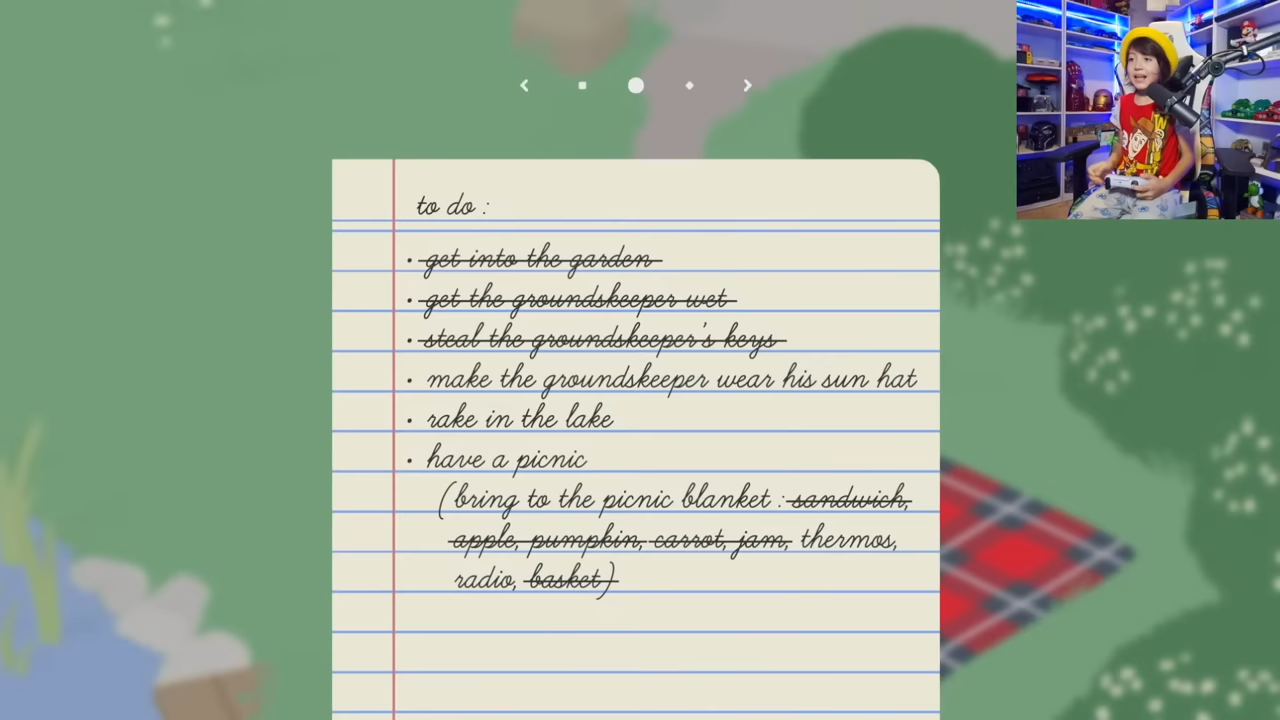 to do :
• get into the garden
• get the groundskeeper wet
• steal the groundskeeper's keys
• make the groundskeeper wear his sun hat
• rake in the lake
• have a picnic
(bring to the picnic blanket : sandwich,
apple, pumpkin, carrot, jam, thermos,
radio, basket)